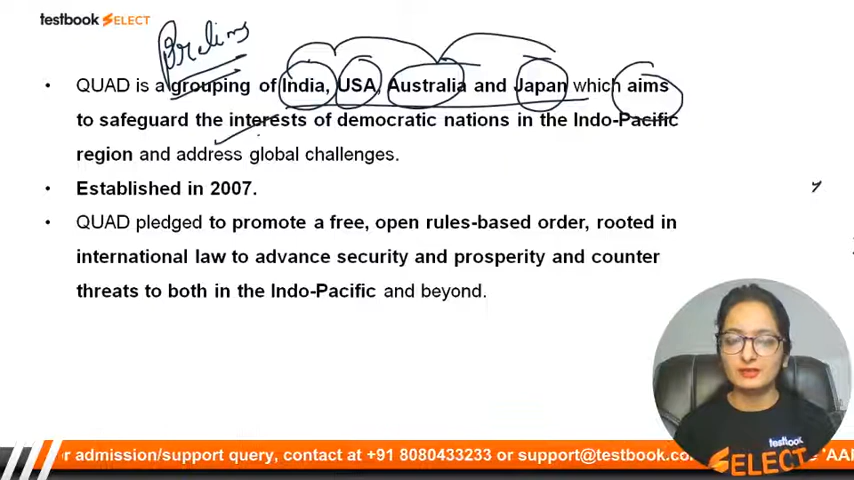 testbook SELECT
Prelims
• QUAD is a grouping of India, USA, Australia and Japan which aims
to safeguard the interests of democratic nations in the Indo-Pacific
region and address global challenges.
• Established in 2007.
• QUAD pledged to promote a free, open rules-based order, rooted in
international law to advance security and prosperity and counter
threats to both in the Indo-Pacific and beyond.
testbook
SELECT
or admission/support query, contact at +91 8080433233 or support@testbook.co